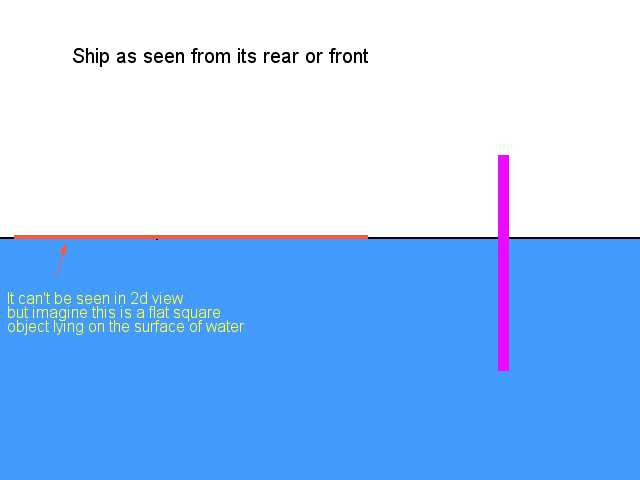 Ship as seen from its rear or front
It can't be seen in 2d view
but imagine this is a flat square
object lying on the surface of water